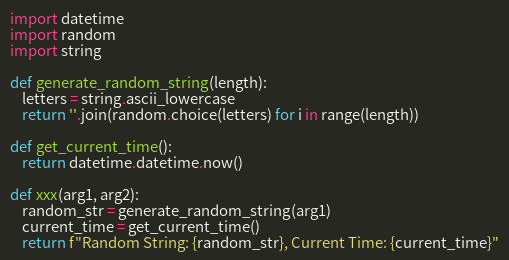 import datetime
import random
import string

def generate_random_string(length):
    letters = string.ascii_lowercase
    return ''.join(random.choice(letters) for i in range(length))

def get_current_time():
    return datetime.datetime.now()

def xxx(arg1, arg2):
    random_str = generate_random_string(arg1)
    current_time = get_current_time()
    return f"Random String: {random_str}, Current Time: {current_time}"